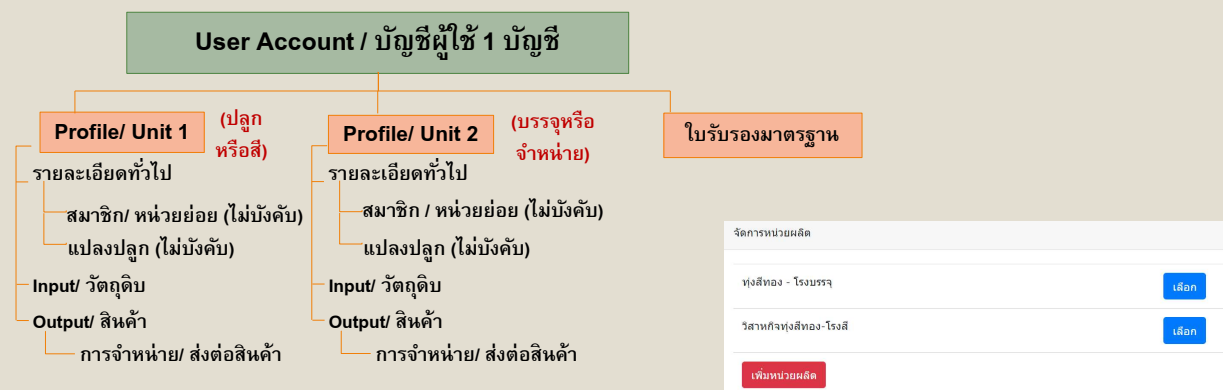 User Account / บัญชีผู้ใช้ 1 บัญชี
Profile/ Unit 1
(ปลูก
หรือสี)
รายละเอียดทั่วไป
สมาชิก/ หน่วยย่อย (ไม่บังคับ)
แปลงปลูก (ไม่บังคับ)
Input/ วัตถุดิบ
Output/ สินค้า
การจำหน่าย/ ส่งต่อสินค้า
Profile/ Unit 2
(บรรจุหรือ
จำหน่าย)
รายละเอียดทั่วไป
สมาชิก / หน่วยย่อย (ไม่บังคับ)
แปลงปลูก (ไม่บังคับ)
Input/ วัตถุดิบ
Output/ สินค้า
การจำหน่าย/ ส่งต่อสินค้า
ใบรับรองมาตรฐาน
จัดการหน่วยผลิต
ทุ่งสีทอง - โรงบรรจุ
เลือก
วิสาหกิจทุ่งสีทอง-โรงสี
เลือก
เพิ่มหน่วยผลิต